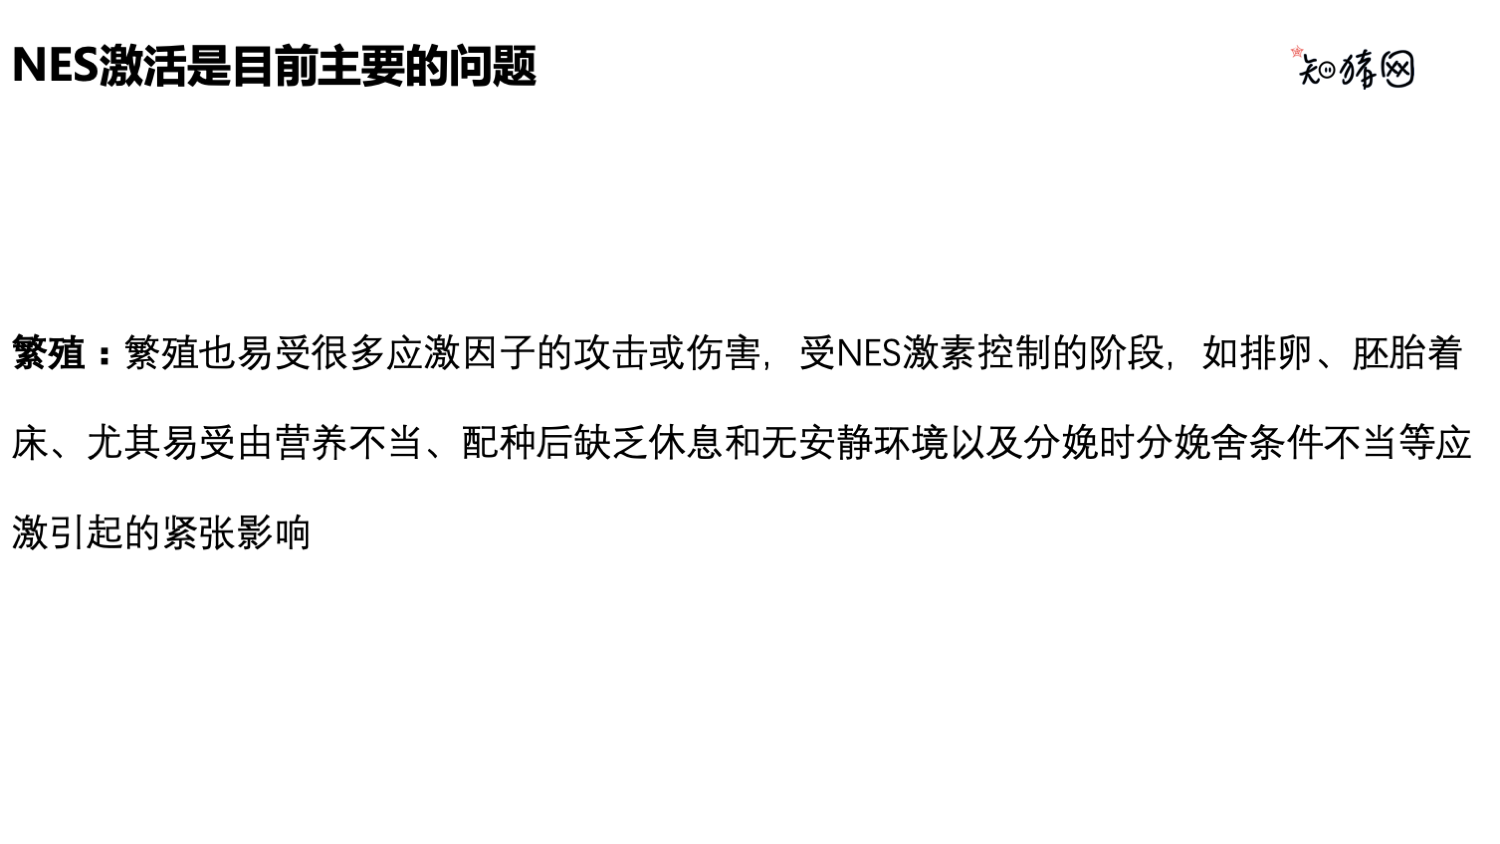 NES激活是目前主要的问题
知猪网
繁殖：繁殖也易受很多应激因子的攻击或伤害，受NES激素控制的阶段，如排卵、胚胎着
床、尤其易受由营养不当、配种后缺乏休息和无安静环境以及分娩时分娩舍条件不当等应
激引起的紧张影响